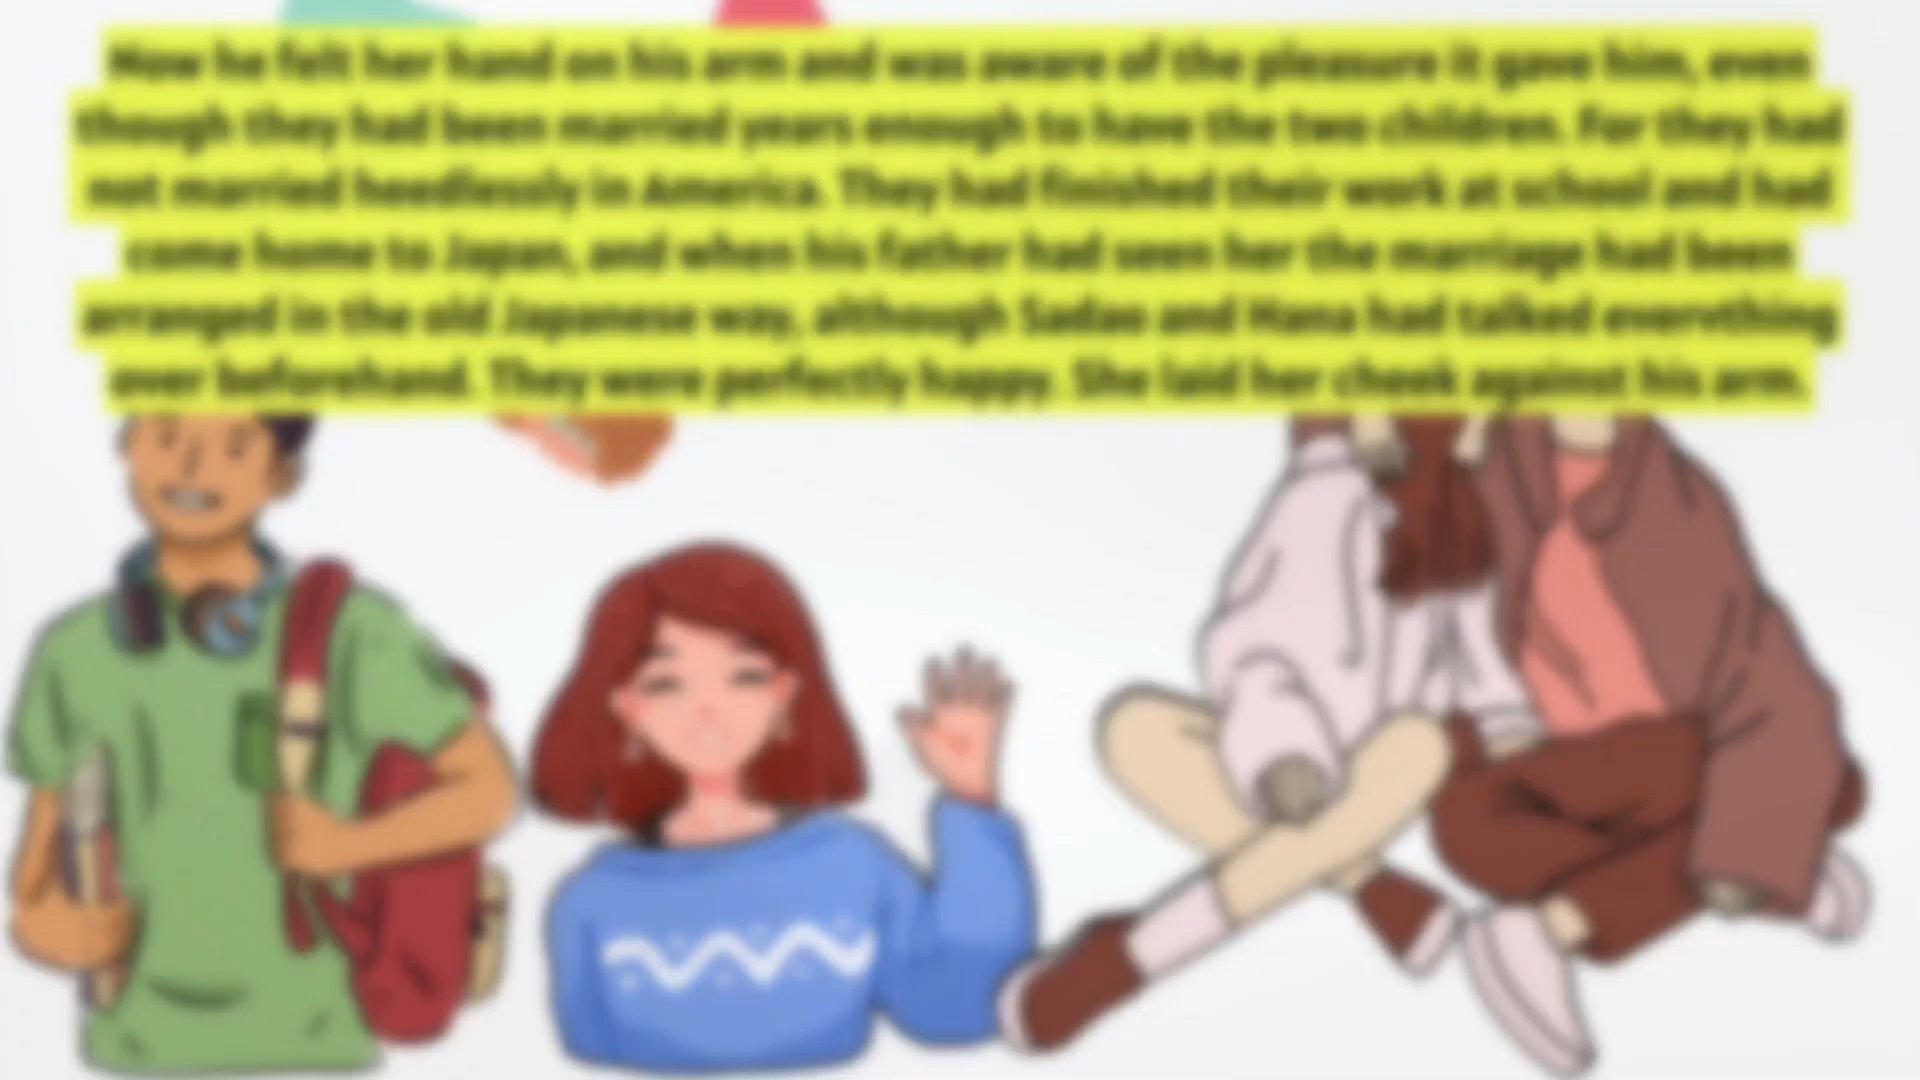 Now he felt her hand on his arm and was aware of the pleasure it gave him, even
though they had been married years enough to have the two children. For they had
not married heedlessly in America. They had finished their work at school and had
come home to Japan, and when his father had seen her the marriage had been
arranged in the old Japanese way, although Sadao and Hana had talked everything
over beforehand. They were perfectly happy. She laid her cheek against his arm.